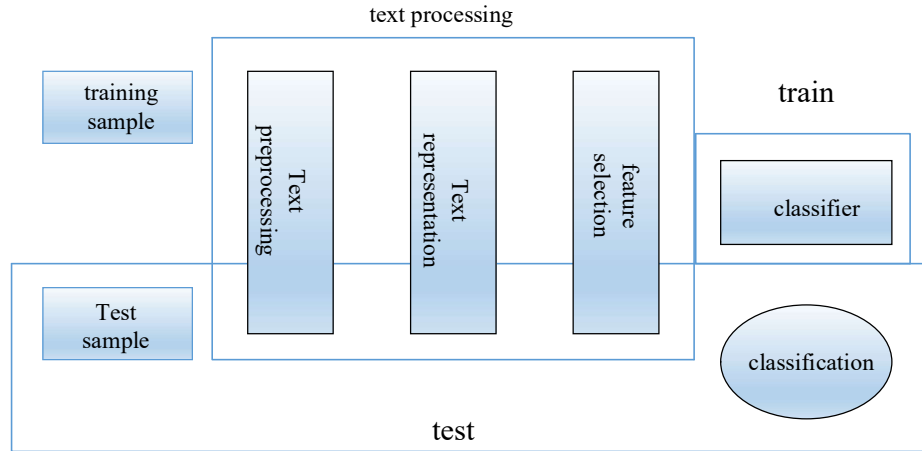 text processing
training
sample
Text
preprocessing
Text
representation
feature
selection
train
classifier
Test
sample
classification
test